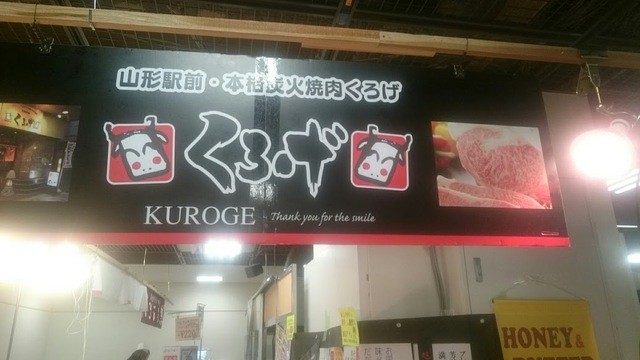 山形駅前・本格炭火焼肉くろげ
くろげ
KUROGE
Thank you for the smile
HONEY &